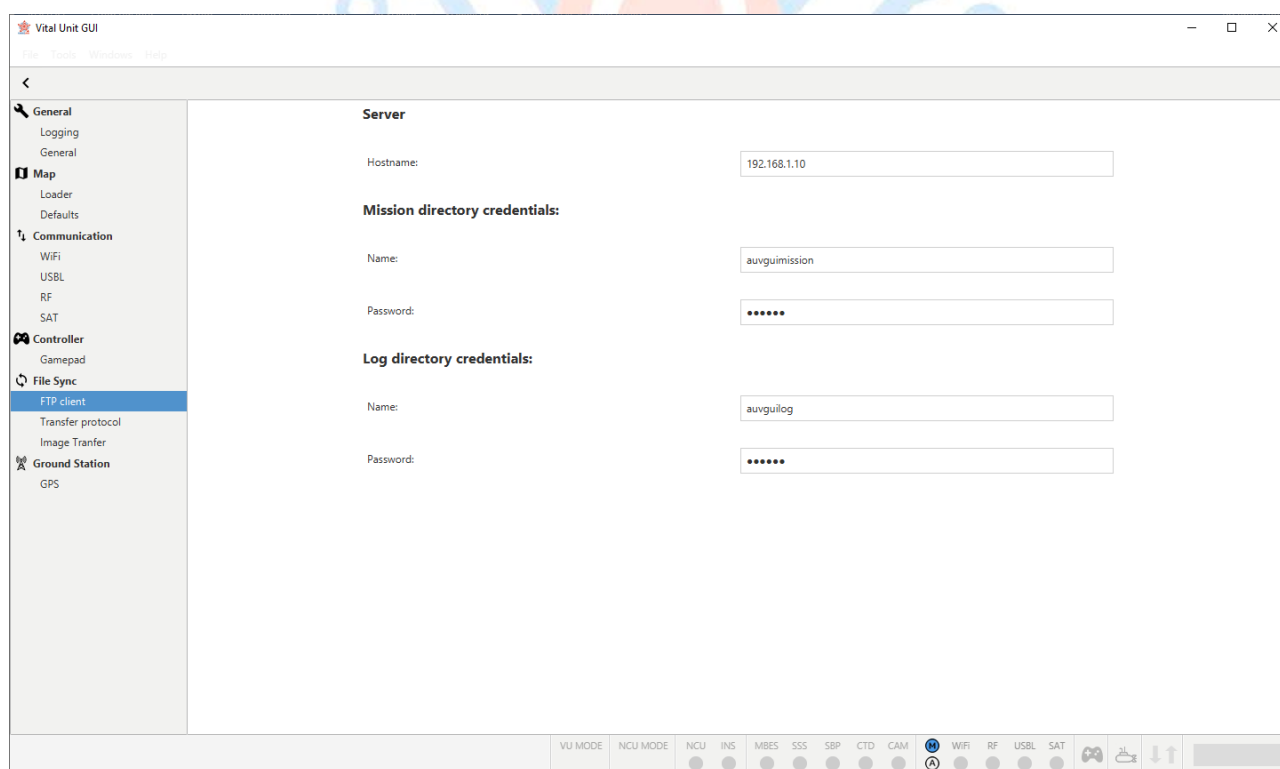 Vital Unit GUI
File Tools Windows Help
General
Logging
General
Map
Loader
Defaults
Communication
WiFi
USBL
RF
SAT
Controller
Gamepad
File Sync
FTP client
Transfer protocol
Image Tranfer
Ground Station
GPS
Server
Hostname: 192.168.1.10
Mission directory credentials:
Name: auvguimission
Password: ••••••
Log directory credentials:
Name: auvguilog
Password: ••••••
VU MODE NCU MODE NCU INS MBES SSS SBP CTD CAM M WiFi RF USBL SAT
A